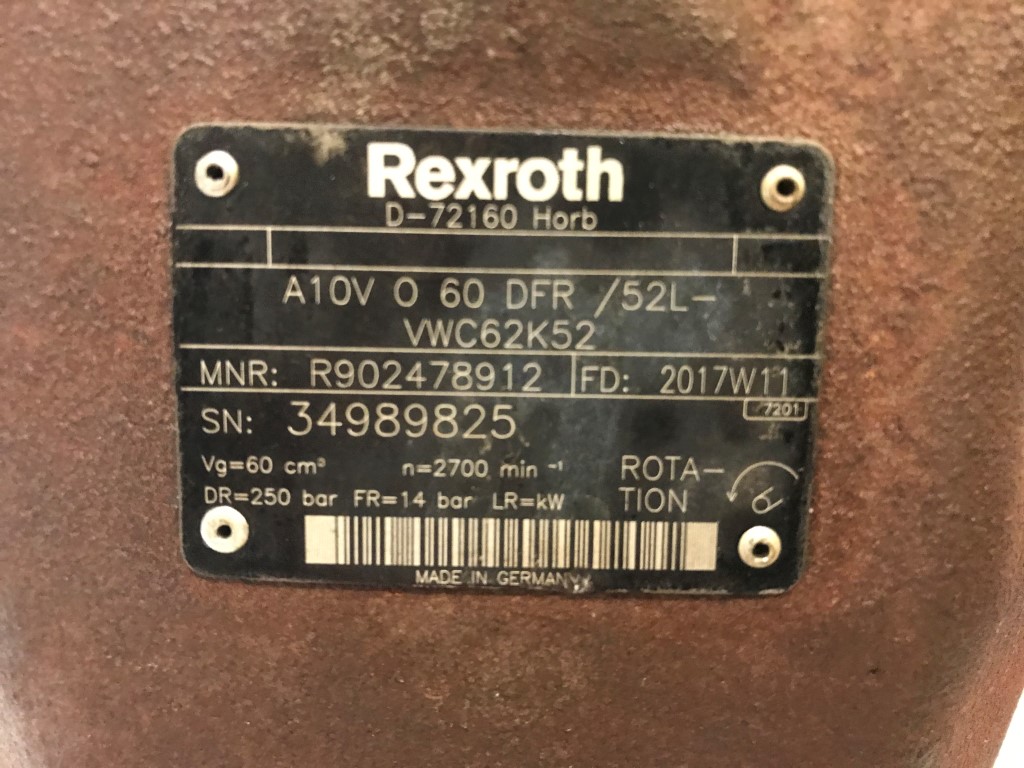 Rexroth
D-72160 Horb
A10V O 60 DFR /52L-
VWC62K52
MNR: R902478912 FD: 2017W11
7201
SN: 34989825
Vg=60 cm³ n=2700 min ⁻¹ ROTA-
DR=250 bar FR=14 bar LR=kW TION
MADE IN GERMANY